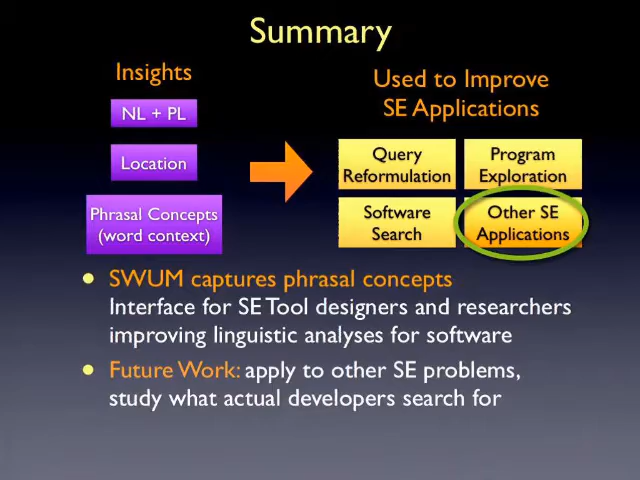 Summary
Insights
NL + PL
Location
Phrasal Concepts
(word context)
Used to Improve
SE Applications
Query
Reformulation
Program
Exploration
Software
Search
Other SE
Applications
• SWUM captures phrasal concepts
Interface for SE Tool designers and researchers
improving linguistic analyses for software
• Future Work: apply to other SE problems,
study what actual developers search for